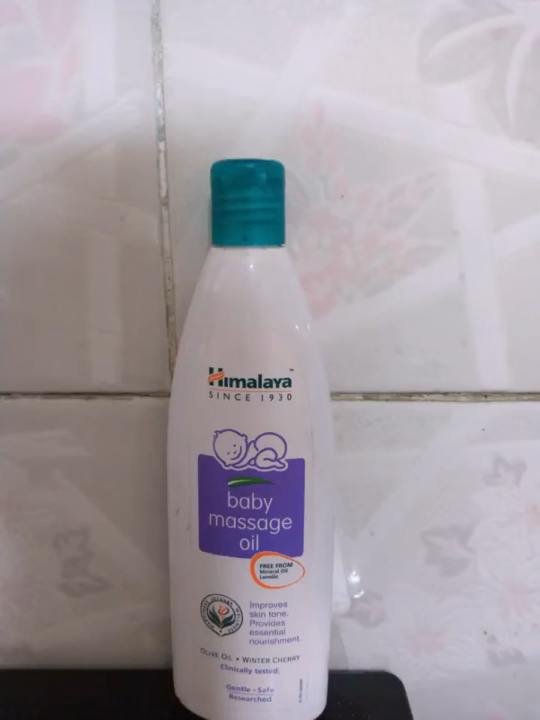 Himalaya
SINCE 1930
baby
massage
oil
FREE FROM
Mineral Oil
Lanolin
Improves
skin tone.
Provides
essential
nourishment.
OLIVE OIL • WINTER CHERRY
Clinically tested.
Gentle • Safe
Researched